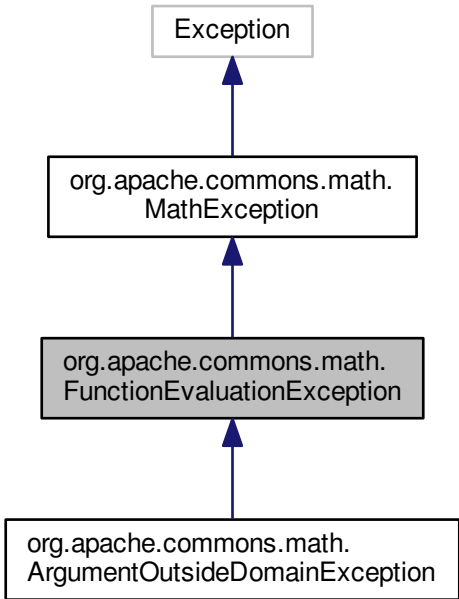 Exception
org.apache.commons.math.
MathException
org.apache.commons.math.
FunctionEvaluationException
org.apache.commons.math.
ArgumentOutsideDomainException